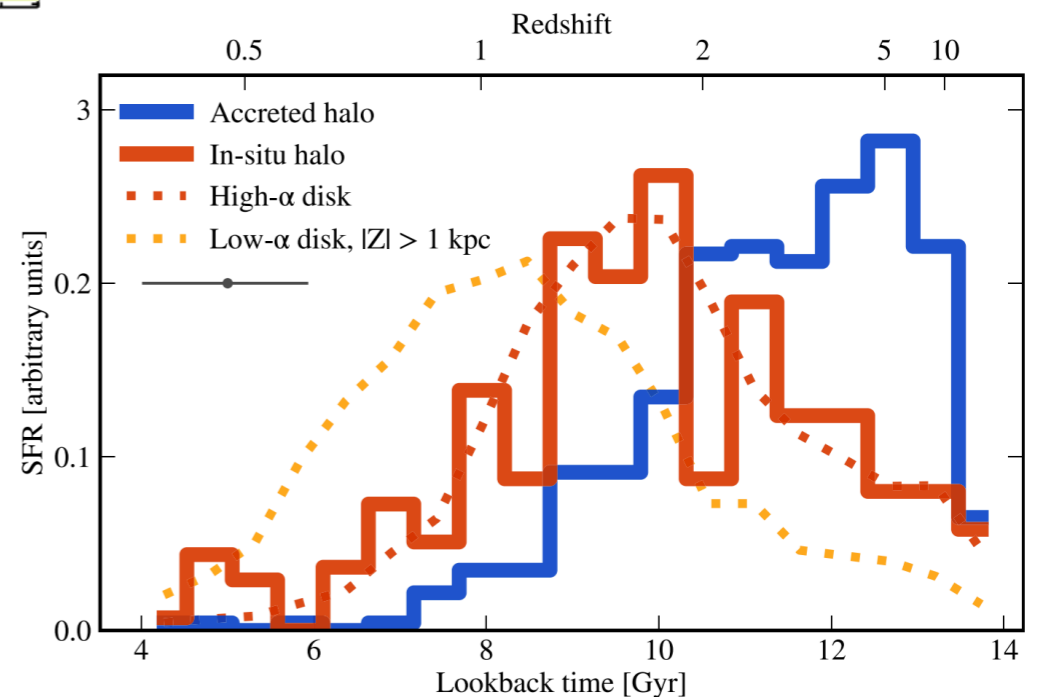 Redshift
0.5 1 2 5 10
3
Accreted halo
In-situ halo
High-α disk
Low-α disk, |Z| > 1 kpc
0.2
0.1
0.0
SFR [arbitrary units]
4 6 8 10 12 14
Lookback time [Gyr]